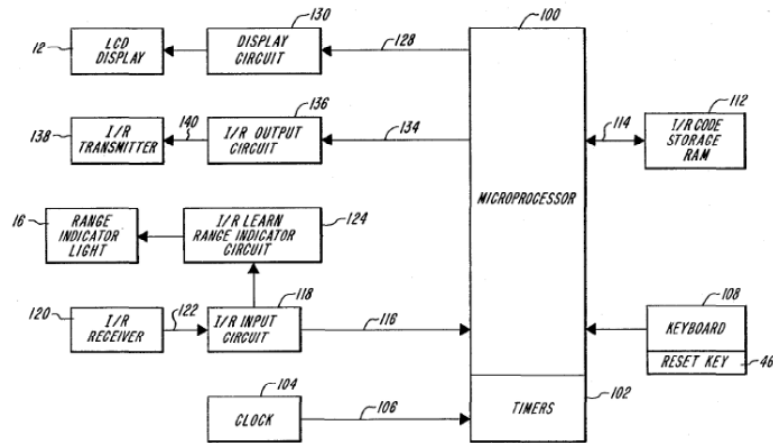 130
100
12
LCD
DISPLAY
DISPLAY
CIRCUIT
128
136
112
138
I/R
TRANSMITTER
140
I/R OUTPUT
CIRCUIT
134
114
I/R CODE
STORAGE
RAM
MICROPROCESSOR
16
RANGE
INDICATOR
LIGHT
I/R LEARN
RANGE INDICATOR
CIRCUIT
124
118
108
120
I/R
RECEIVER
122
I/R INPUT
CIRCUIT
116
KEYBOARD
RESET KEY
46
104
CLOCK
106
TIMERS
102